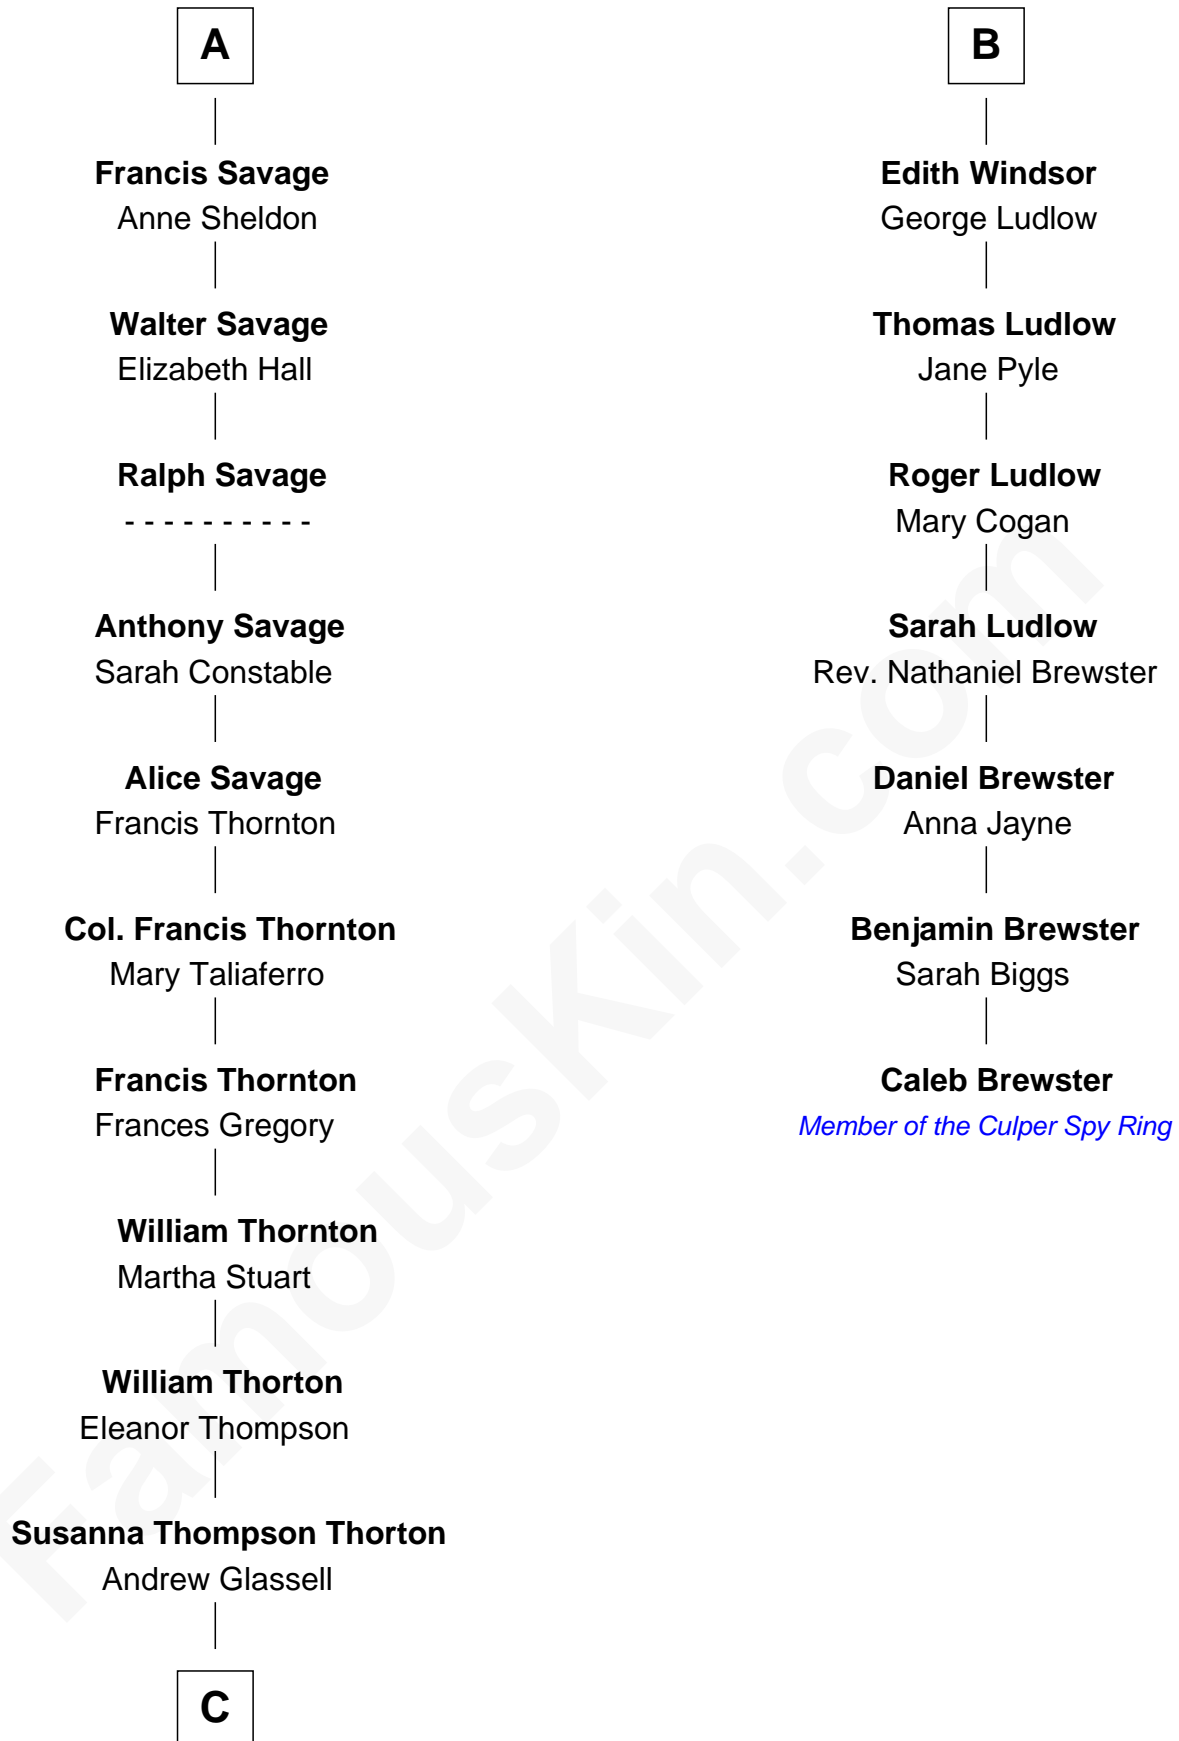 A
Francis Savage
Anne Sheldon
Walter Savage
Elizabeth Hall
Ralph Savage
- - - - - - - - - -
Anthony Savage
Sarah Constable
Alice Savage
Francis Thornton
Col. Francis Thornton
Mary Taliaferro
Francis Thornton
Frances Gregory
William Thornton
Martha Stuart
William Thorton
Eleanor Thompson
Susanna Thompson Thorton
Andrew Glassell
C
B
Edith Windsor
George Ludlow
Thomas Ludlow
Jane Pyle
Roger Ludlow
Mary Cogan
Sarah Ludlow
Rev. Nathaniel Brewster
Daniel Brewster
Anna Jayne
Benjamin Brewster
Sarah Biggs
Caleb Brewster
Member of the Culper Spy Ring
FamousKin.com